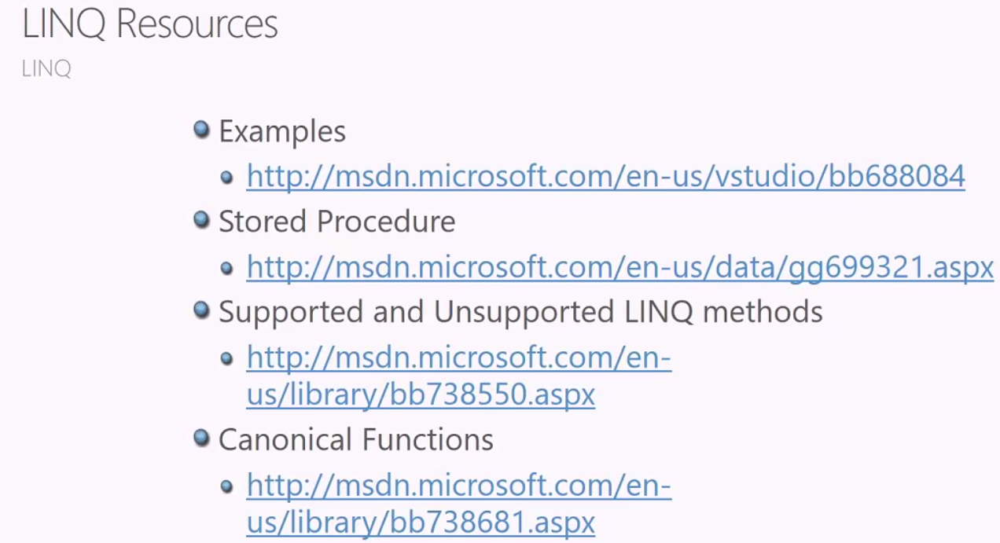 LINQ Resources
LINQ
Examples
http://msdn.microsoft.com/en-us/vstudio/bb688084
Stored Procedure
http://msdn.microsoft.com/en-us/data/gg699321.aspx
Supported and Unsupported LINQ methods
http://msdn.microsoft.com/en-
us/library/bb738550.aspx
Canonical Functions
http://msdn.microsoft.com/en-
us/library/bb738681.aspx